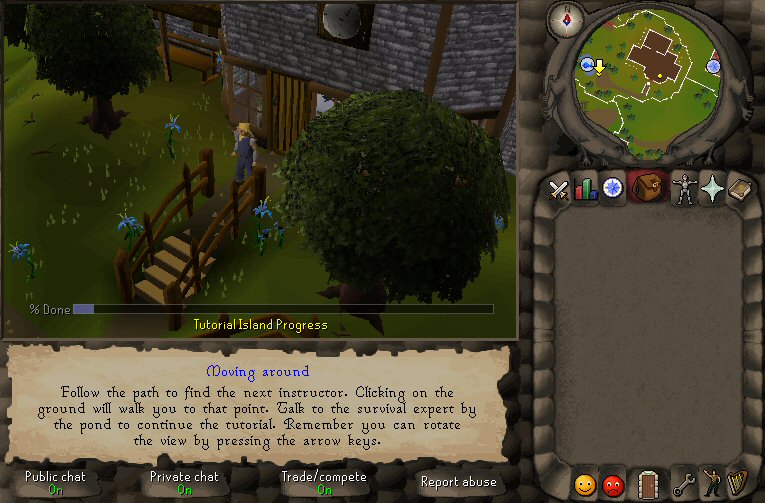 N
% Done
Tutorial Island Progress
Moving around
Follow the path to find the next instructor. Clicking on the
ground will walk you to that point. Talk to the survival expert by
the pond to continue the tutorial. Remember you can rotate
the view by pressing the arrow keys.
Public chat
On
Private chat
On
Trade/compete
On
Report abuse